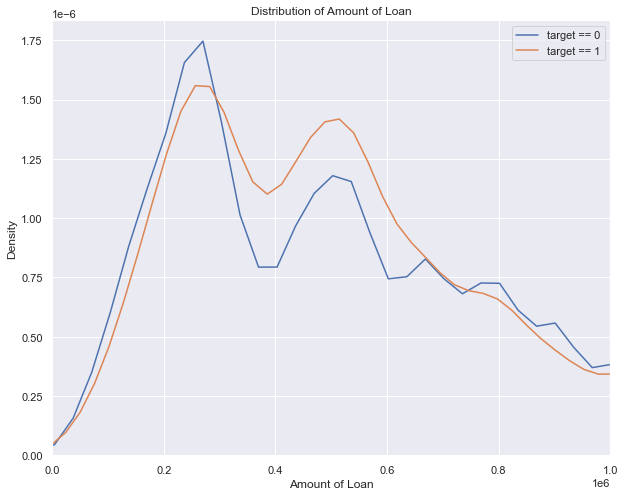 Distribution of Amount of Loan
1e−6
target == 0
target == 1
1.75
1.50
1.25
1.00
0.75
0.50
0.25
0.00
Density
0.0 0.2 0.4 0.6 0.8 1.0
1e6
Amount of Loan